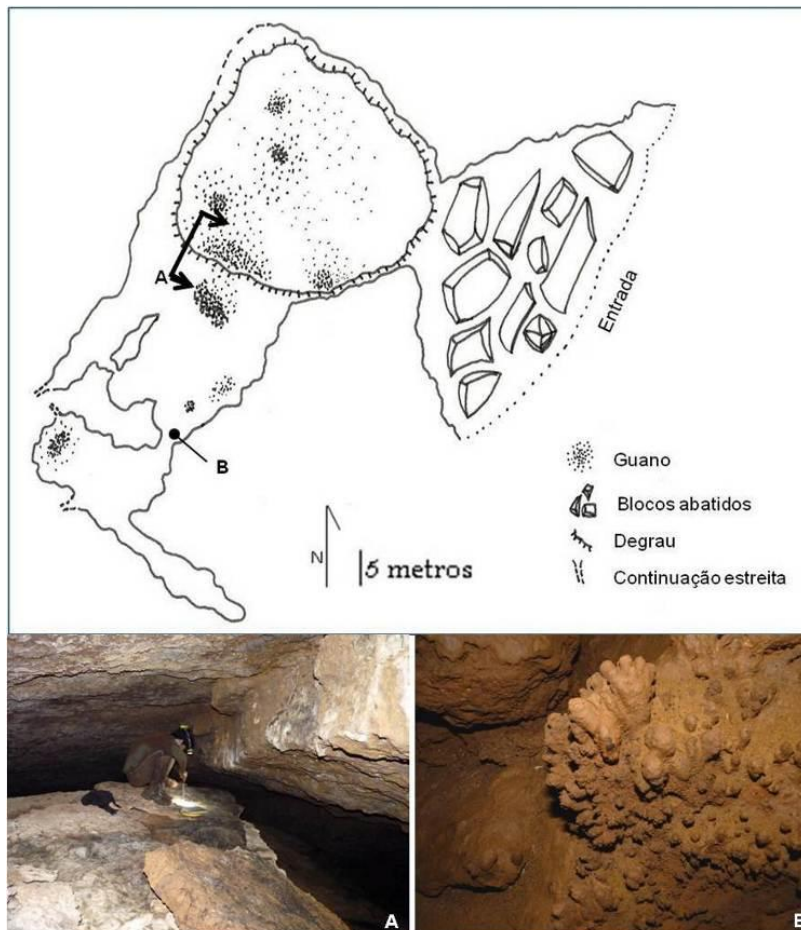 A
B
Entrada
Guano
Blocos abatidos
Degrau
Continuação estreita
N
5 metros
A
B